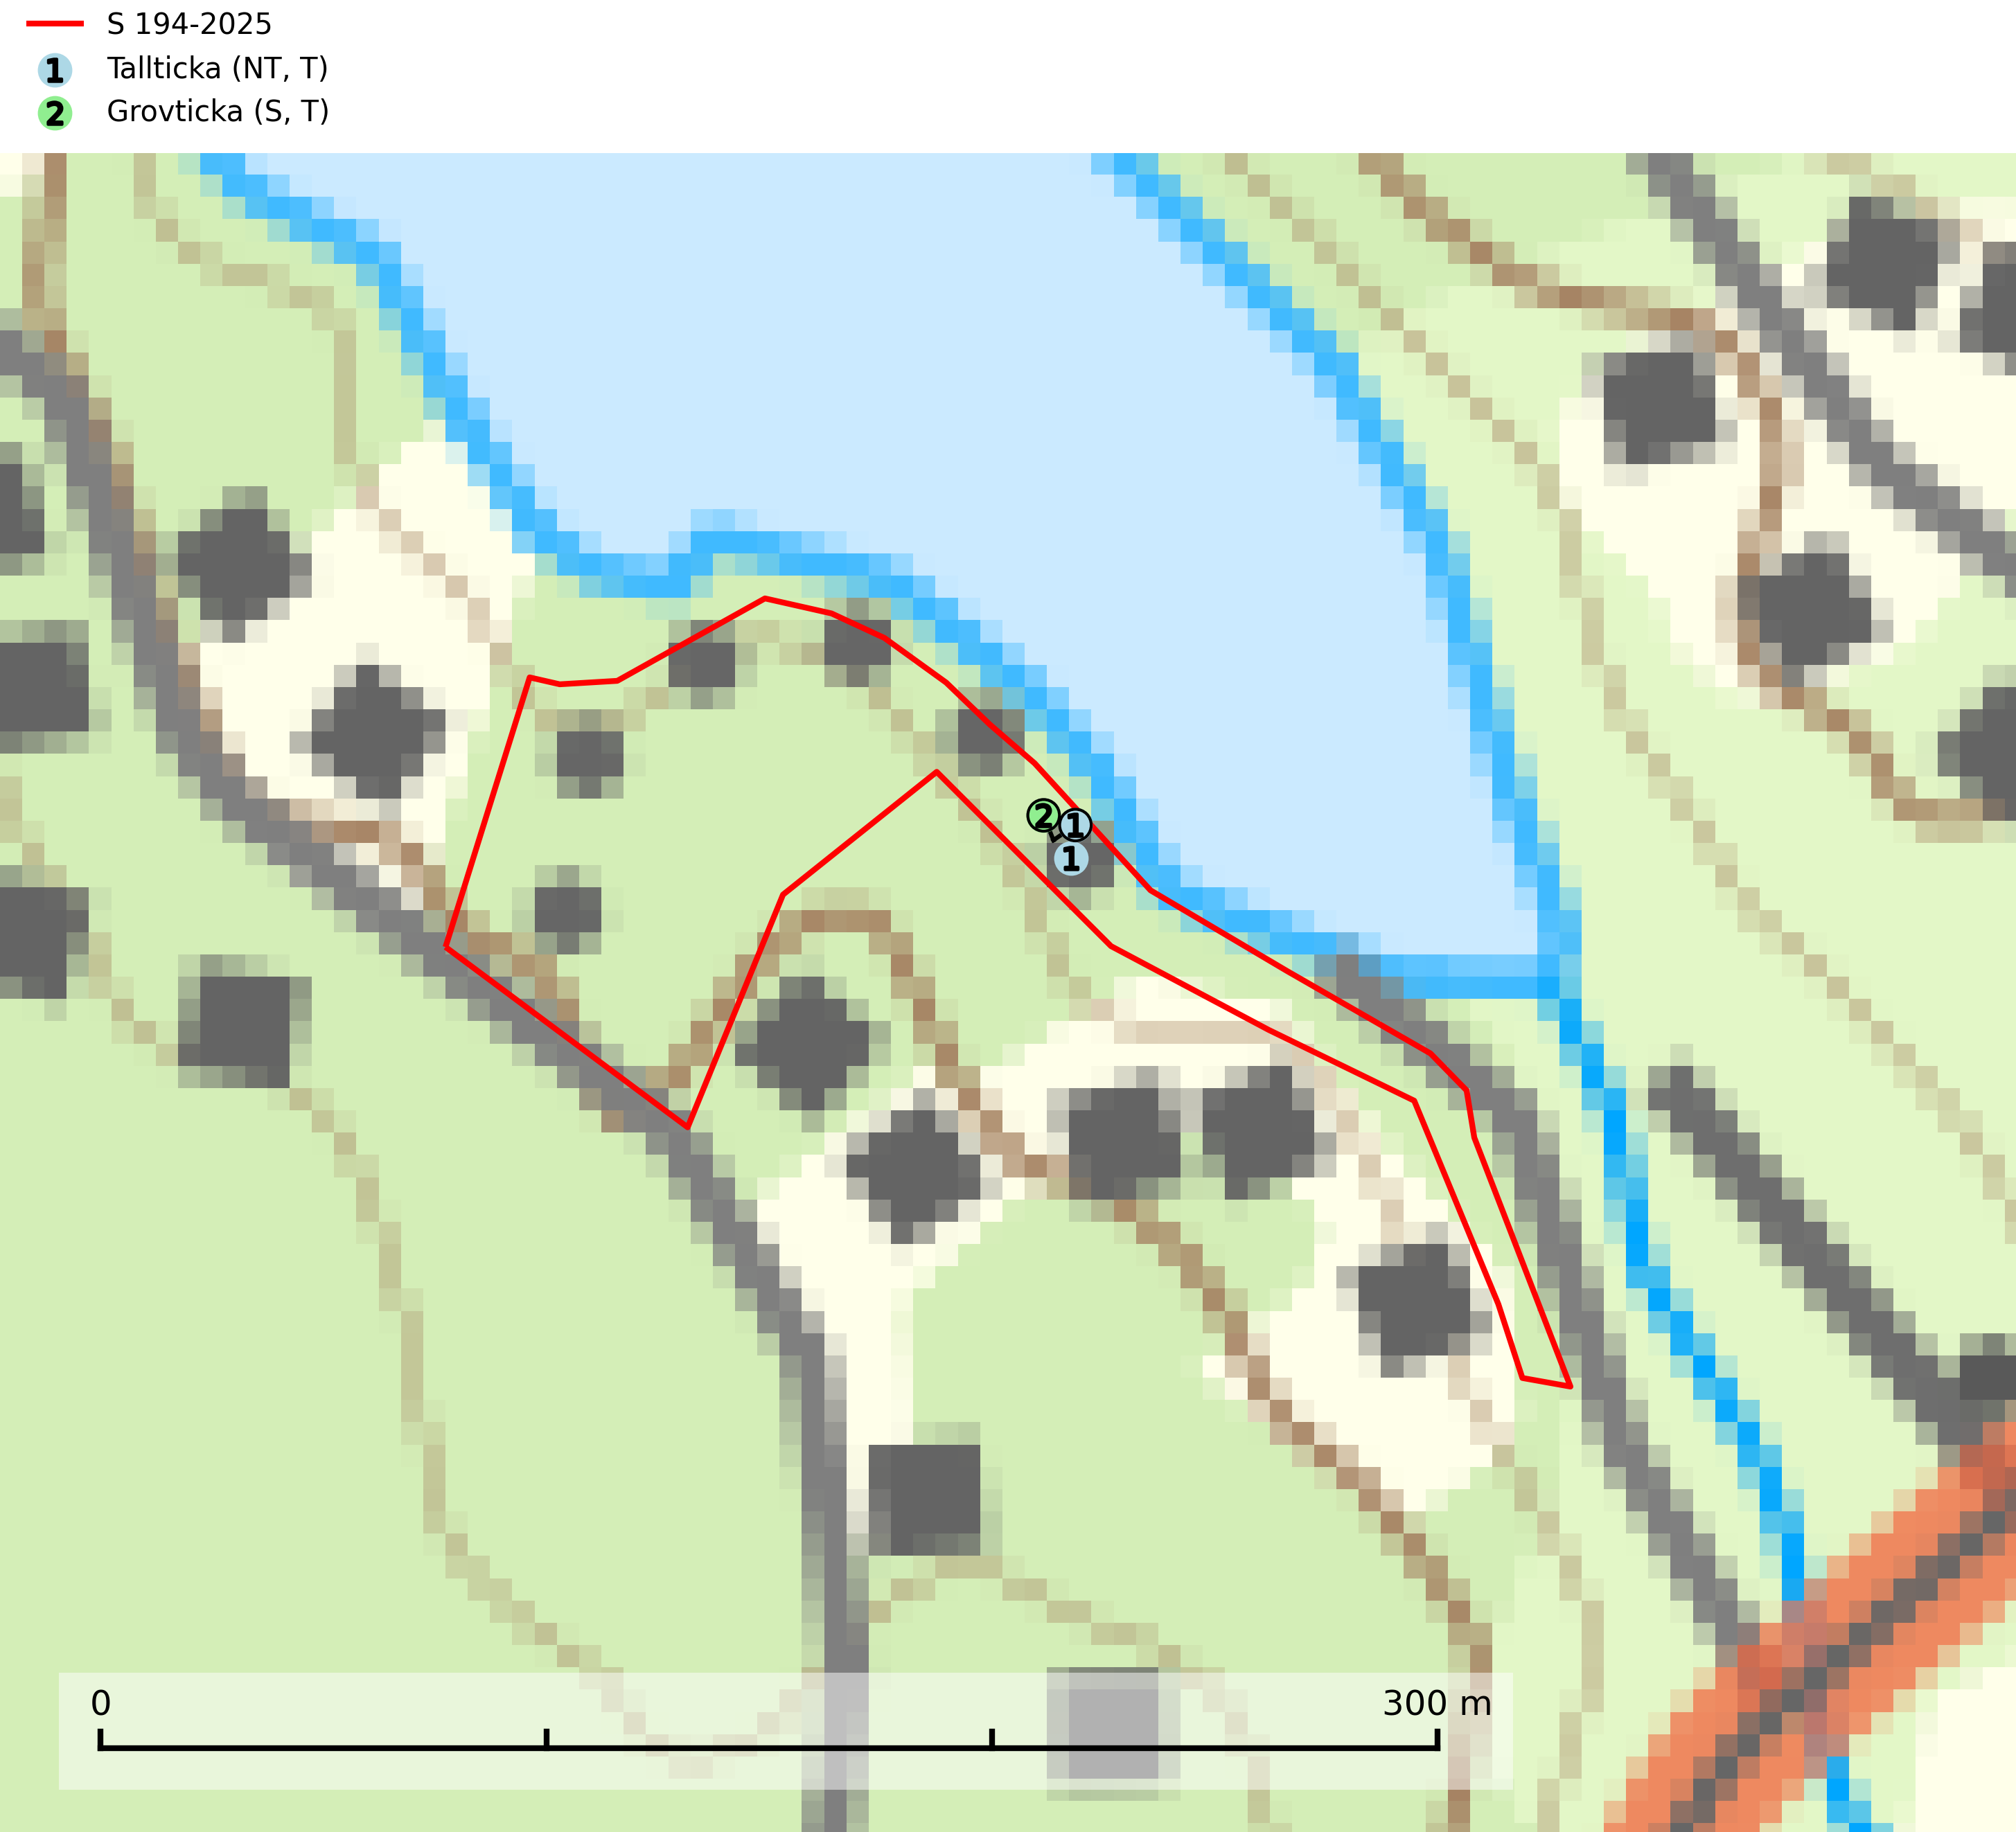 S 194-2025
1 Tallticka (NT, T)
2 Grovticka (S, T)
2
1
1
0 300 m